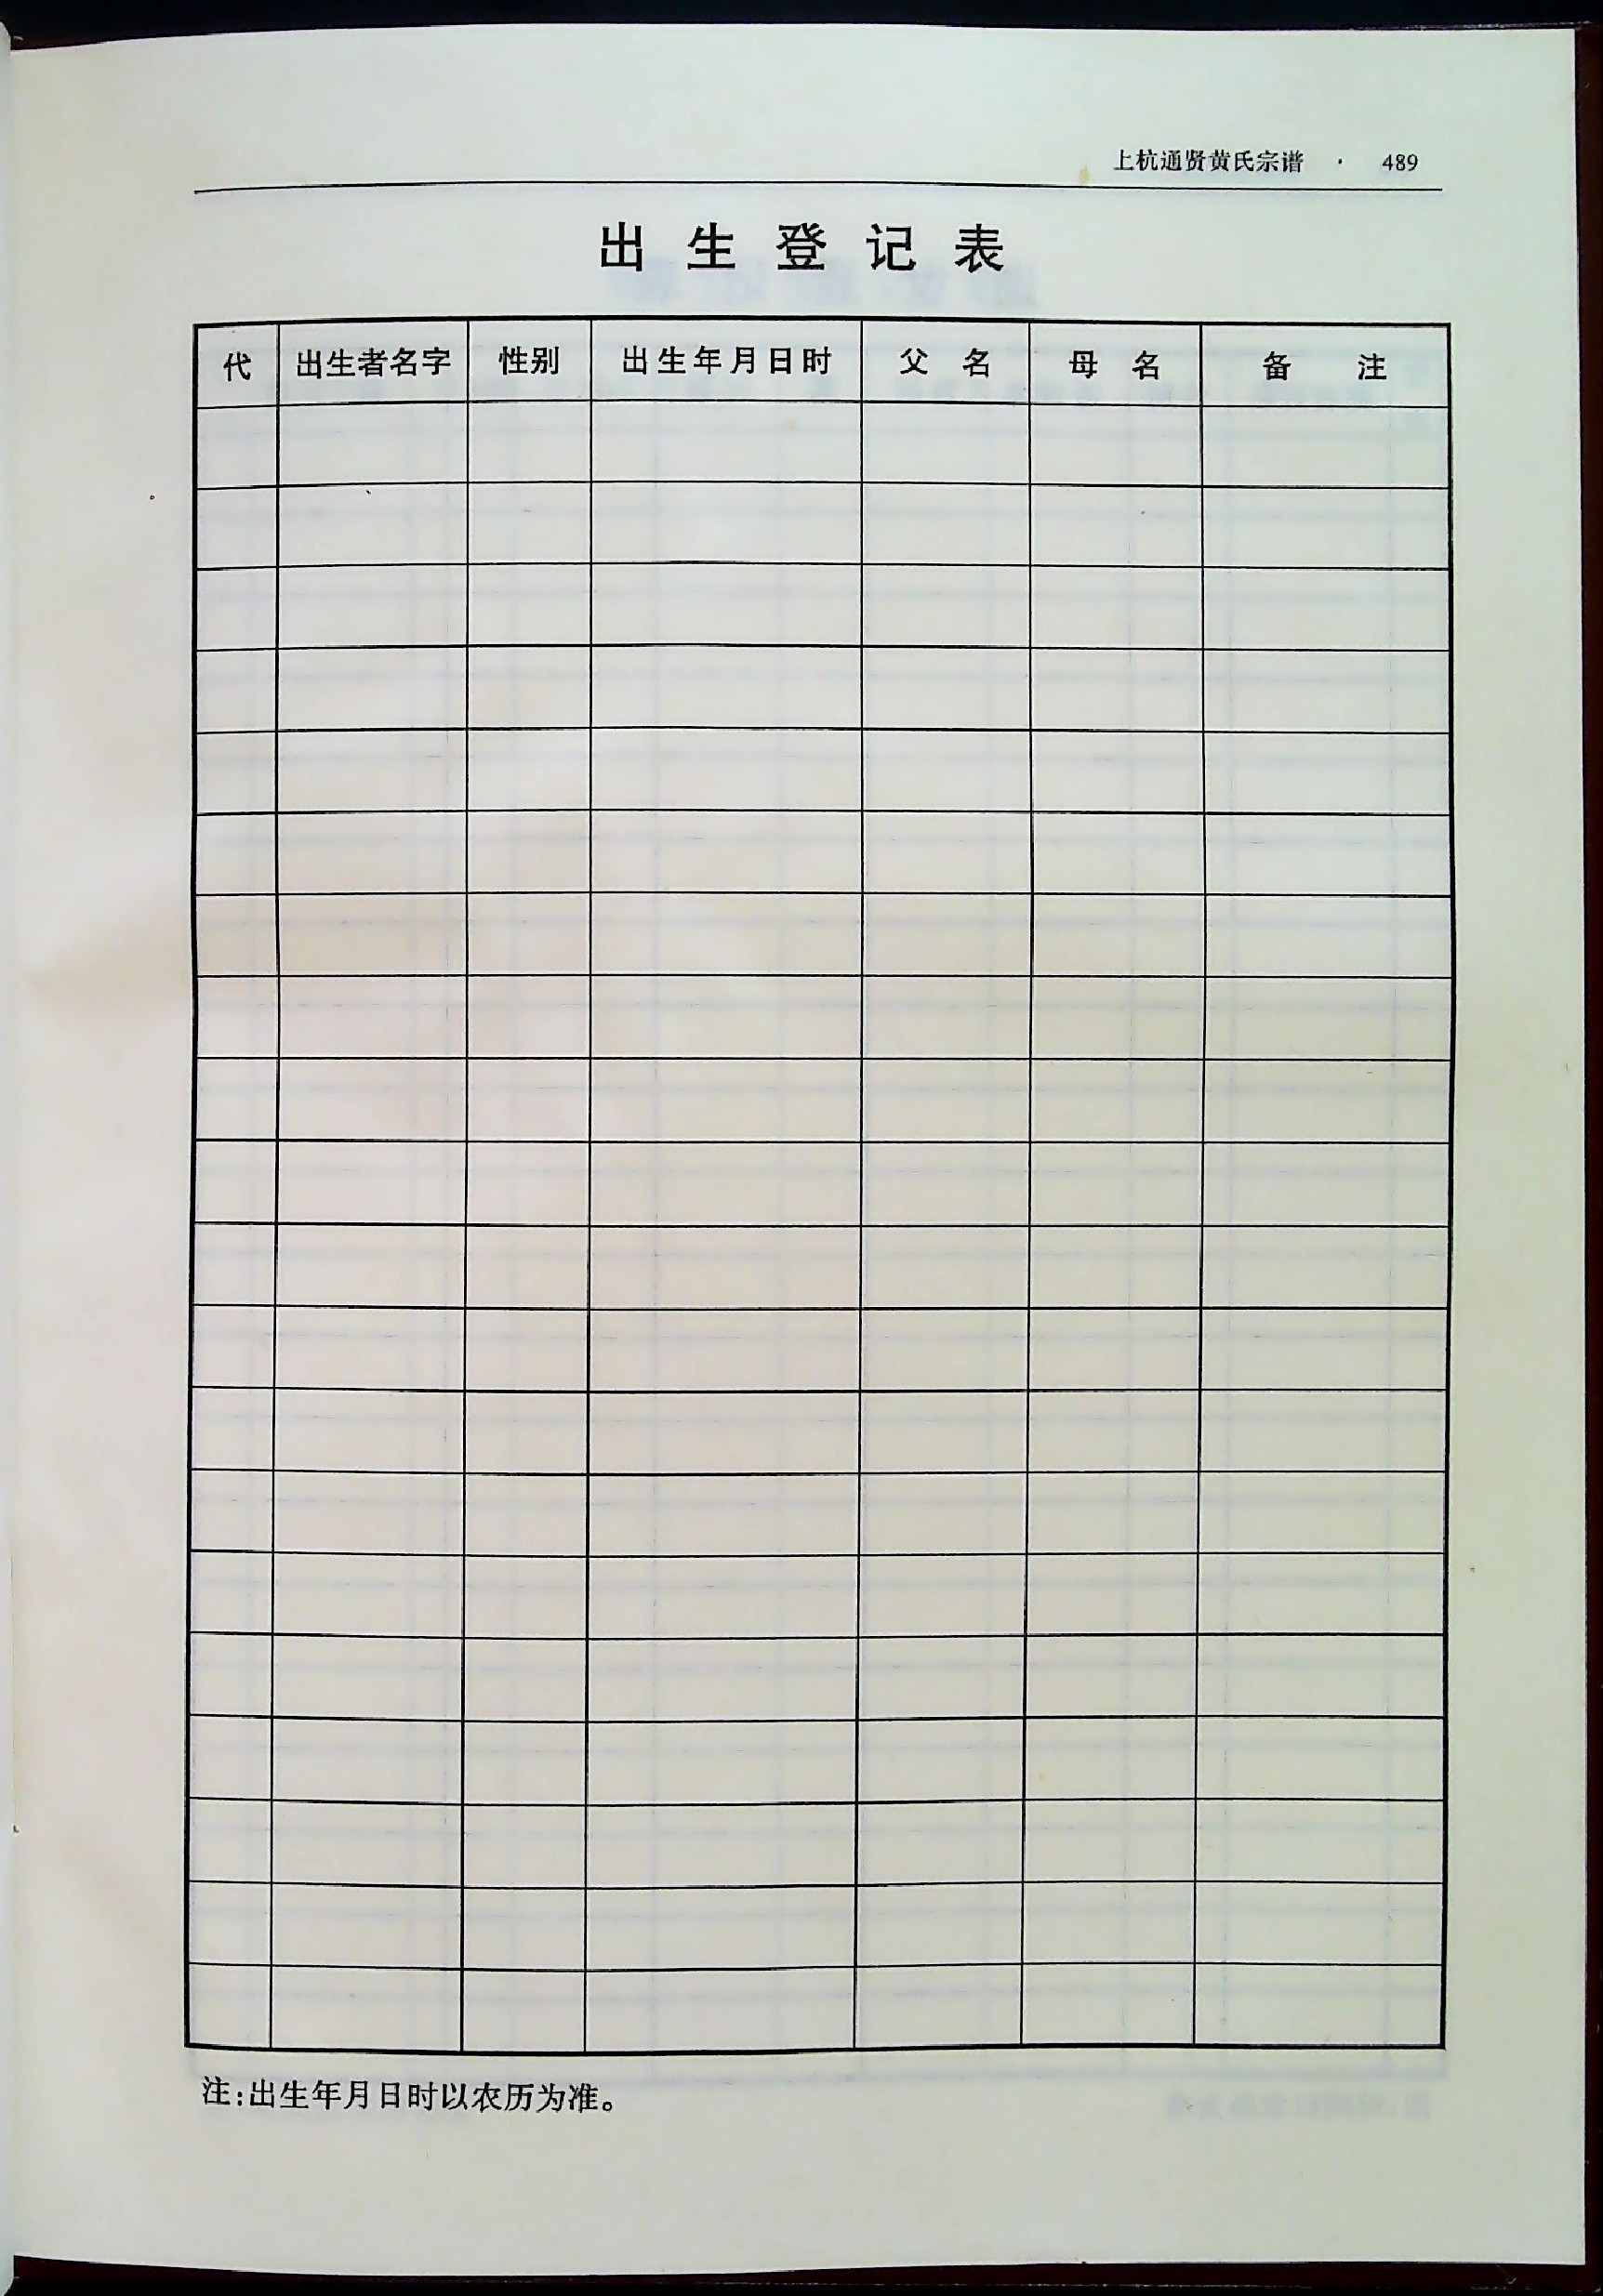 上杭通贤黄氏宗谱 · 489
出生登记表
代 出生者名字 性别 出生年月日时 父名 母名 备注
注:出生年月日时以农历为准。